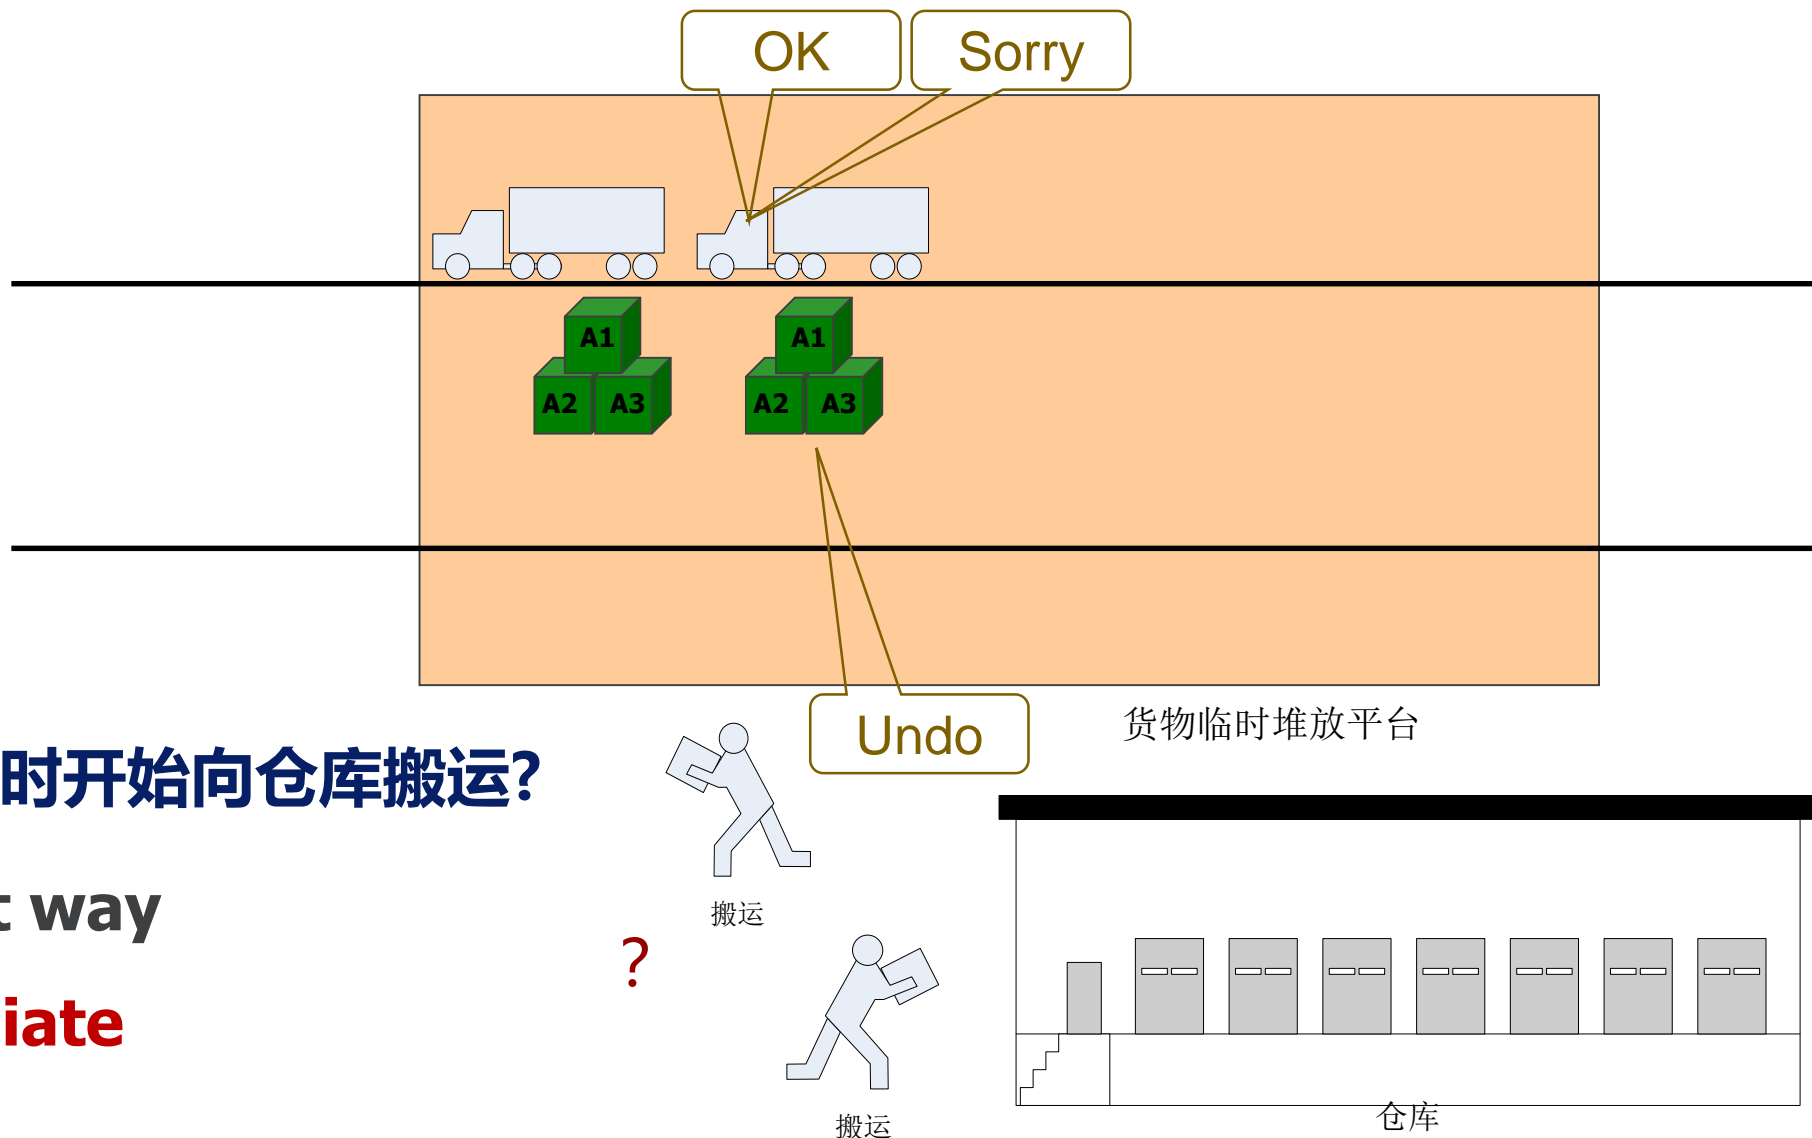 OK
Sorry
A1
A2 A3
A1
A2 A3
Undo
货物临时堆放平台
时开始向仓库搬运?
搬运
t way
?
iate
搬运
仓库